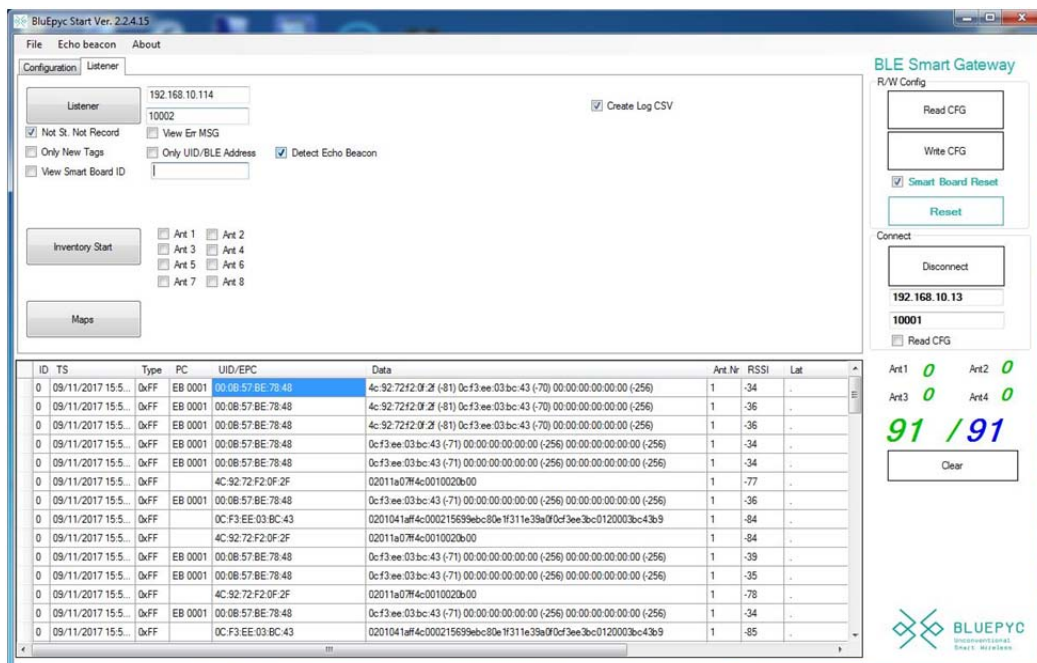 BluEpyc Start Ver. 2.2.4.15
File Echo beacon About
Configuration Listener
Listener
192.168.10.114
10002
Create Log CSV
Not St. Not Record View Err MSG
Only New Tags Only UID/BLE Address Detect Echo Beacon
View Smart Board ID
Inventory Start
Ant 1 Ant 2
Ant 3 Ant 4
Ant 5 Ant 6
Ant 7 Ant 8
Maps
BLE Smart Gateway
R/W Config
Read CFG
Write CFG
Smart Board Reset
Reset
Connect
Disconnect
192.168.10.13
10001
Read CFG
Ant1 0 Ant2 0
Ant3 0 Ant4 0
91 / 91
Clear
ID TS Type PC UID/EPC Data Ant.Nr RSSI Lat
0 09/11/2017 15:5... 0xFF EB 0001 00:0B:57:BE:78:48 4c:92:72:f2:0f:2f (-81) 0c:f3:ee:03:bc:43 (-70) 00:00:00:00:00:00 (-256) 1 -34 .
0 09/11/2017 15:5... 0xFF EB 0001 00:0B:57:BE:78:48 4c:92:72:f2:0f:2f (-81) 0c:f3:ee:03:bc:43 (-70) 00:00:00:00:00:00 (-256) 1 -36 .
0 09/11/2017 15:5... 0xFF EB 0001 00:0B:57:BE:78:48 4c:92:72:f2:0f:2f (-81) 0c:f3:ee:03:bc:43 (-70) 00:00:00:00:00:00 (-256) 1 -36 .
0 09/11/2017 15:5... 0xFF EB 0001 00:0B:57:BE:78:48 0c:f3:ee:03:bc:43 (-71) 00:00:00:00:00:00 (-256) 00:00:00:00:00:00 (-256) 1 -34 .
0 09/11/2017 15:5... 0xFF EB 0001 00:0B:57:BE:78:48 0c:f3:ee:03:bc:43 (-71) 00:00:00:00:00:00 (-256) 00:00:00:00:00:00 (-256) 1 -34 .
0 09/11/2017 15:5... 0xFF 4C:92:72:F2:0F:2F 02011a07ff4c0010020b00 1 -77 .
0 09/11/2017 15:5... 0xFF EB 0001 00:0B:57:BE:78:48 0c:f3:ee:03:bc:43 (-71) 00:00:00:00:00:00 (-256) 00:00:00:00:00:00 (-256) 1 -36 .
0 09/11/2017 15:5... 0xFF 0C:F3:EE:03:BC:43 0201041aff4c000215699ebc80e1f311e39a0f0cf3ee3bc0120003bc43b9 1 -84 .
0 09/11/2017 15:5... 0xFF 4C:92:72:F2:0F:2F 02011a07ff4c0010020b00 1 -84 .
0 09/11/2017 15:5... 0xFF EB 0001 00:0B:57:BE:78:48 0c:f3:ee:03:bc:43 (-71) 00:00:00:00:00:00 (-256) 00:00:00:00:00:00 (-256) 1 -39 .
0 09/11/2017 15:5... 0xFF EB 0001 00:0B:57:BE:78:48 0c:f3:ee:03:bc:43 (-71) 00:00:00:00:00:00 (-256) 00:00:00:00:00:00 (-256) 1 -35 .
0 09/11/2017 15:5... 0xFF 4C:92:72:F2:0F:2F 02011a07ff4c0010020b00 1 -78 .
0 09/11/2017 15:5... 0xFF EB 0001 00:0B:57:BE:78:48 0c:f3:ee:03:bc:43 (-71) 00:00:00:00:00:00 (-256) 00:00:00:00:00:00 (-256) 1 -34 .
0 09/11/2017 15:5... 0xFF 0C:F3:EE:03:BC:43 0201041aff4c000215699ebc80e1f311e39a0f0cf3ee3bc0120003bc43b9 1 -85 .
BLUEPYC
Unconventional
Smart Wireless